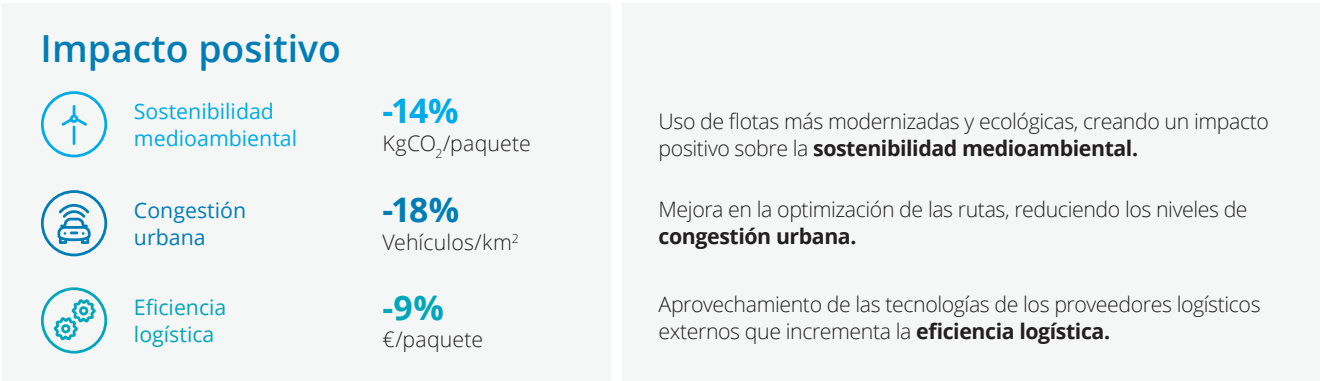 Impacto positivo
Sostenibilidad
medioambiental
-14%
KgCO₂/paquete
Uso de flotas más modernizadas y ecológicas, creando un impacto
positivo sobre la sostenibilidad medioambiental.
Congestión
urbana
-18%
Vehículos/km²
Mejora en la optimización de las rutas, reduciendo los niveles de
congestión urbana.
Eficiencia
logística
-9%
€/paquete
Aprovechamiento de las tecnologías de los proveedores logísticos
externos que incrementa la eficiencia logística.